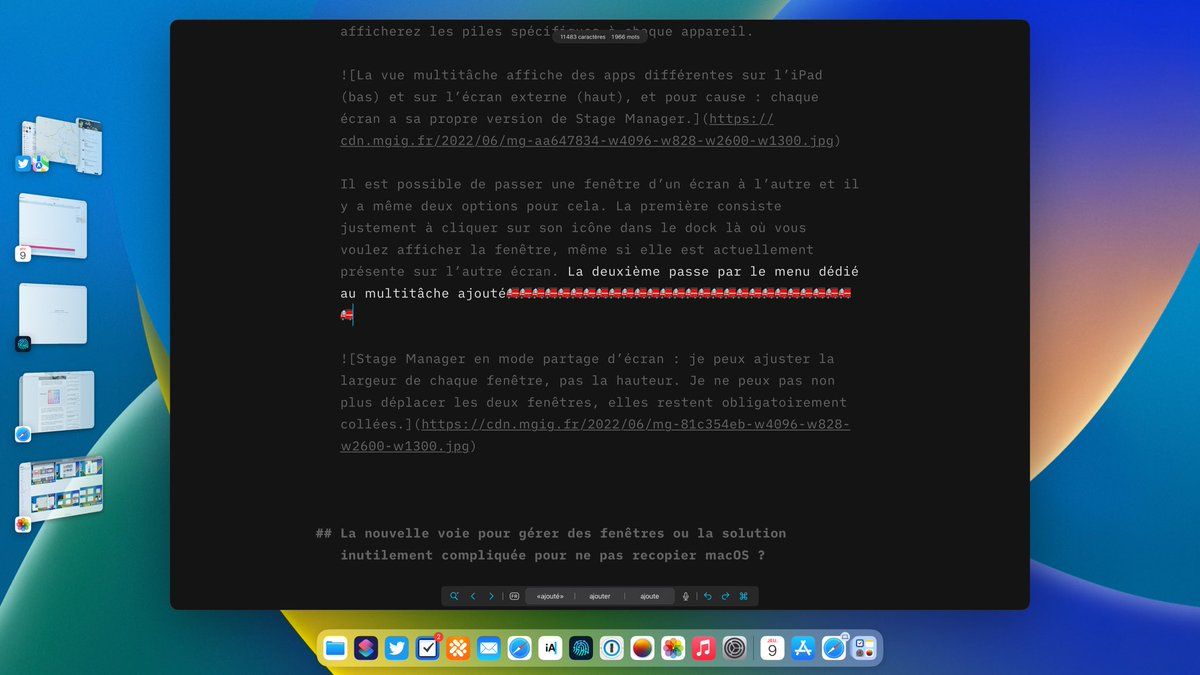 afficherez les piles spécifiques à chaque appareil.
11483 caractères 1966 mots
![La vue multitâche affiche des apps différentes sur l’iPad
(bas) et sur l’écran externe (haut), et pour cause : chaque
écran a sa propre version de Stage Manager.](https://
cdn.mgig.fr/2022/06/mg-aa647834-w4096-w828-w2600-w1300.jpg)
Il est possible de passer une fenêtre d’un écran à l’autre et il
y a même deux options pour cela. La première consiste
justement à cliquer sur son icône dans le dock là où vous
voulez afficher la fenêtre, même si elle est actuellement
présente sur l’autre écran. La deuxième passe par le menu dédié
au multitâche ajouté
![Stage Manager en mode partage d’écran : je peux ajuster la
largeur de chaque fenêtre, pas la hauteur. Je ne peux pas non
plus déplacer les deux fenêtres, elles restent obligatoirement
collées.](https://cdn.mgig.fr/2022/06/mg-81c354eb-w4096-w828-
w2600-w1300.jpg)
## La nouvelle voie pour gérer des fenêtres ou la solution
inutilement compliquée pour ne pas recopier macOS ?
FR «ajouté» ajouter ajoute
9
2
iA
JEU.
9